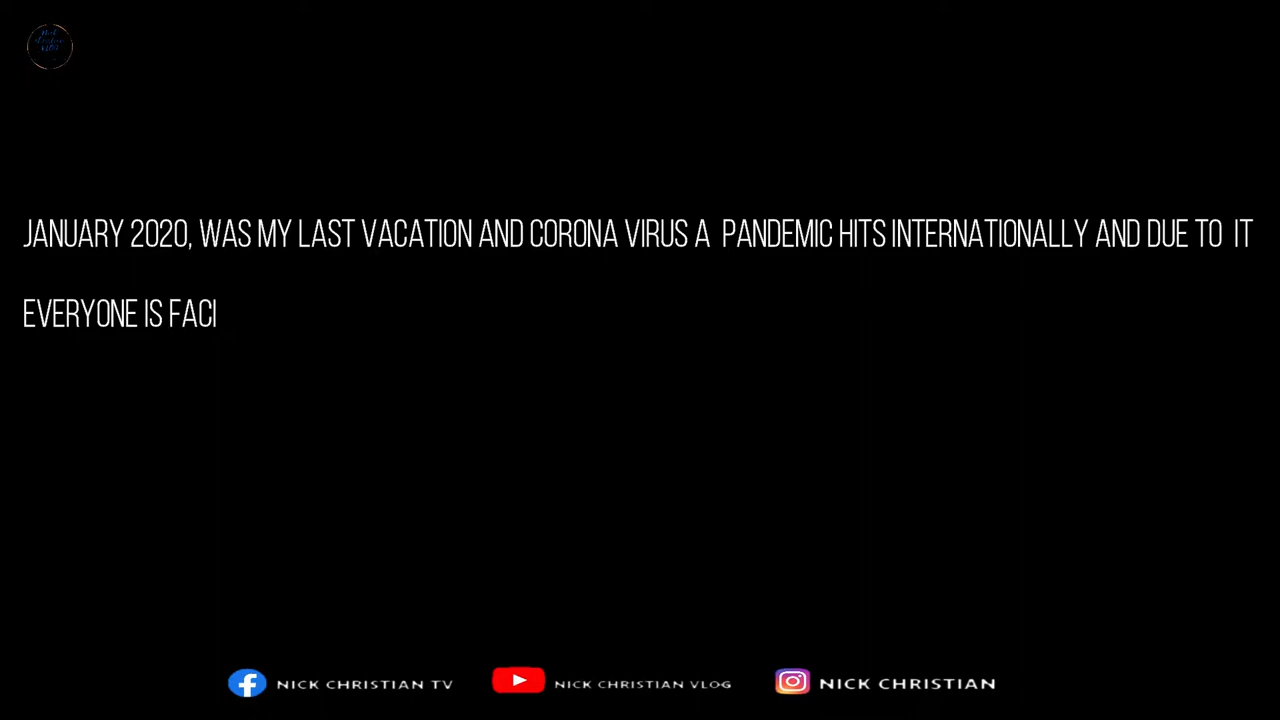 JANUARY 2020, WAS MY LAST VACATION AND CORONA VIRUS A PANDEMIC HITS INTERNATIONALLY AND DUE TO IT
EVERYONE IS FACI
NICK CHRISTIAN TV
NICK CHRISTIAN VLOG
NICK CHRISTIAN